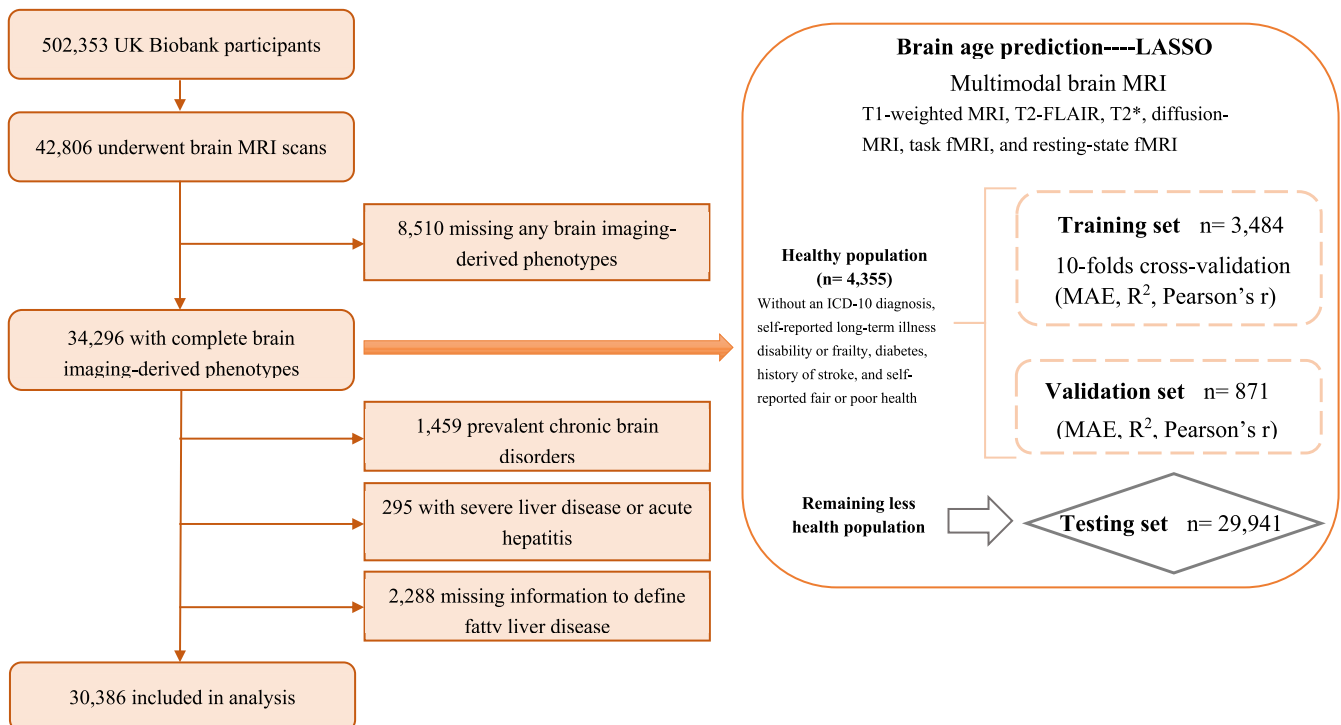 502,353 UK Biobank participants
42,806 underwent brain MRI scans
8,510 missing any brain imaging-
derived phenotypes
34,296 with complete brain
imaging-derived phenotypes
1,459 prevalent chronic brain
disorders
295 with severe liver disease or acute
hepatitis
2,288 missing information to define
fatty liver disease
30,386 included in analysis
Brain age prediction----LASSO
Multimodal brain MRI
T1-weighted MRI, T2-FLAIR, T2*, diffusion-
MRI, task fMRI, and resting-state fMRI
Healthy population
(n= 4,355)
Without an ICD-10 diagnosis,
self-reported long-term illness
disability or frailty, diabetes,
history of stroke, and self-
reported fair or poor health
Training set n= 3,484
10-folds cross-validation
(MAE, R², Pearson's r)
Validation set n= 871
(MAE, R², Pearson's r)
Remaining less
health population
Testing set n= 29,941